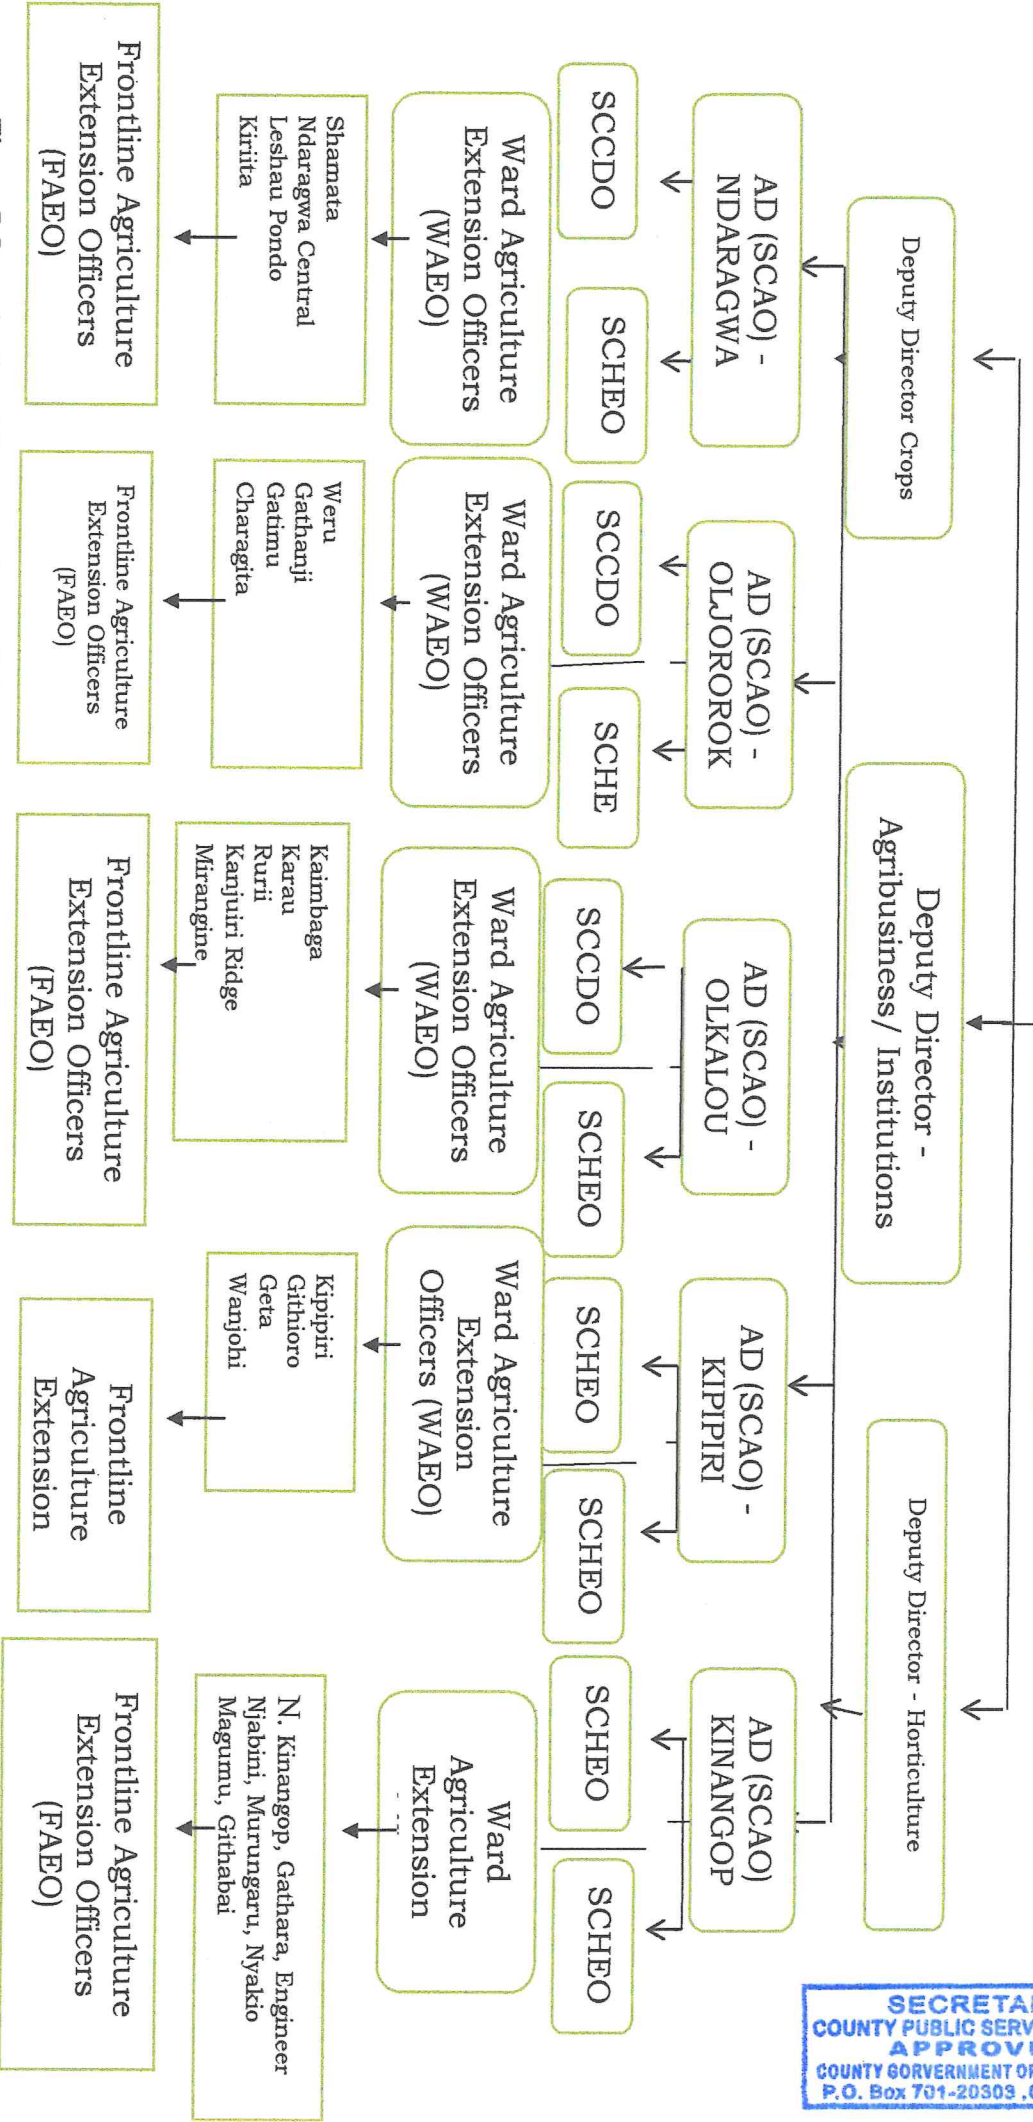 Deputy Director Crops
Deputy Director -
Agribusiness/ Institutions
Deputy Director - Horticulture
AD (SCAO) -
NDARAGWA
AD (SCAO) -
OLJOROROK
AD (SCAO) -
OLKALOU
AD (SCAO) -
KIPIPIRI
AD (SCAO)
KINANGOP
SCCDO
SCHEO
SCCDO
SCHE
SCCDO
SCHEO
SCHEO
SCHEO
SCHEO
SCHEO
Ward Agriculture
Extension Officers
(WAEO)
Ward Agriculture
Extension Officers
(WAEO)
Ward Agriculture
Extension Officers
(WAEO)
Ward Agriculture
Extension
Officers (WAEO)
Ward
Agriculture
Extension
Shamata
Ndaragwa Central
Leshau Pondo
Kiriita
Weru
Gathanji
Gatimu
Charagita
Kaimbaga
Karau
Rurii
Kanjuiri Ridge
Mirangine
Kipipiri
Githioro
Geta
Wanjohi
N. Kinangop, Gathara, Engineer
Njabini, Murungaru, Nyakio
Magumu, Githabai
Frontline Agriculture
Extension Officers
(FAEO)
Frontline Agriculture
Extension Officers
(FAEO)
Frontline Agriculture
Extension Officers
(FAEO)
Frontline
Agriculture
Extension
Frontline Agriculture
Extension Officers
(FAEO)
COUNTY PUBLIC
COUNTY GORVERNMENT
P.O. Box 701-20303